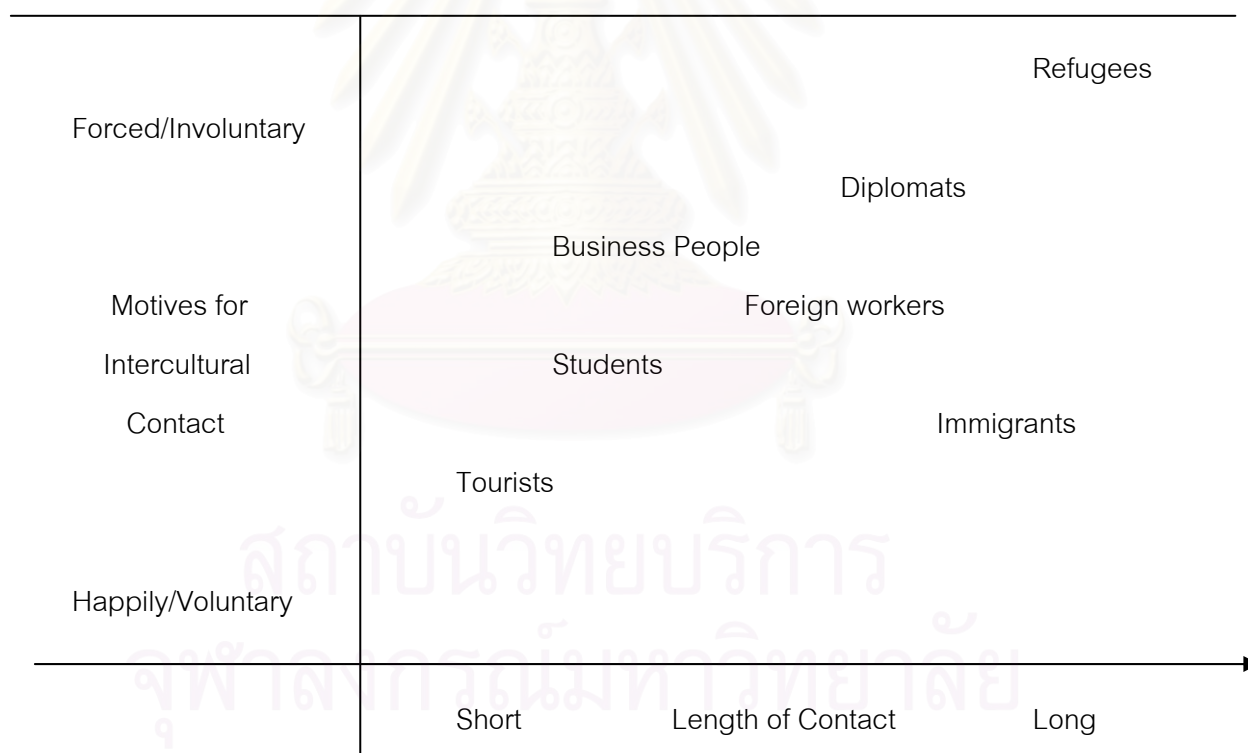 Refugees
Forced/Involuntary
Diplomats
Business People
Motives for Foreign workers
Intercultural Students
Contact Immigrants
Tourists
สถาบันวิทยบริการ
Happily/Voluntary
จุฬาลงกรณ์มหาวิทยาลัย
Short Length of Contact Long